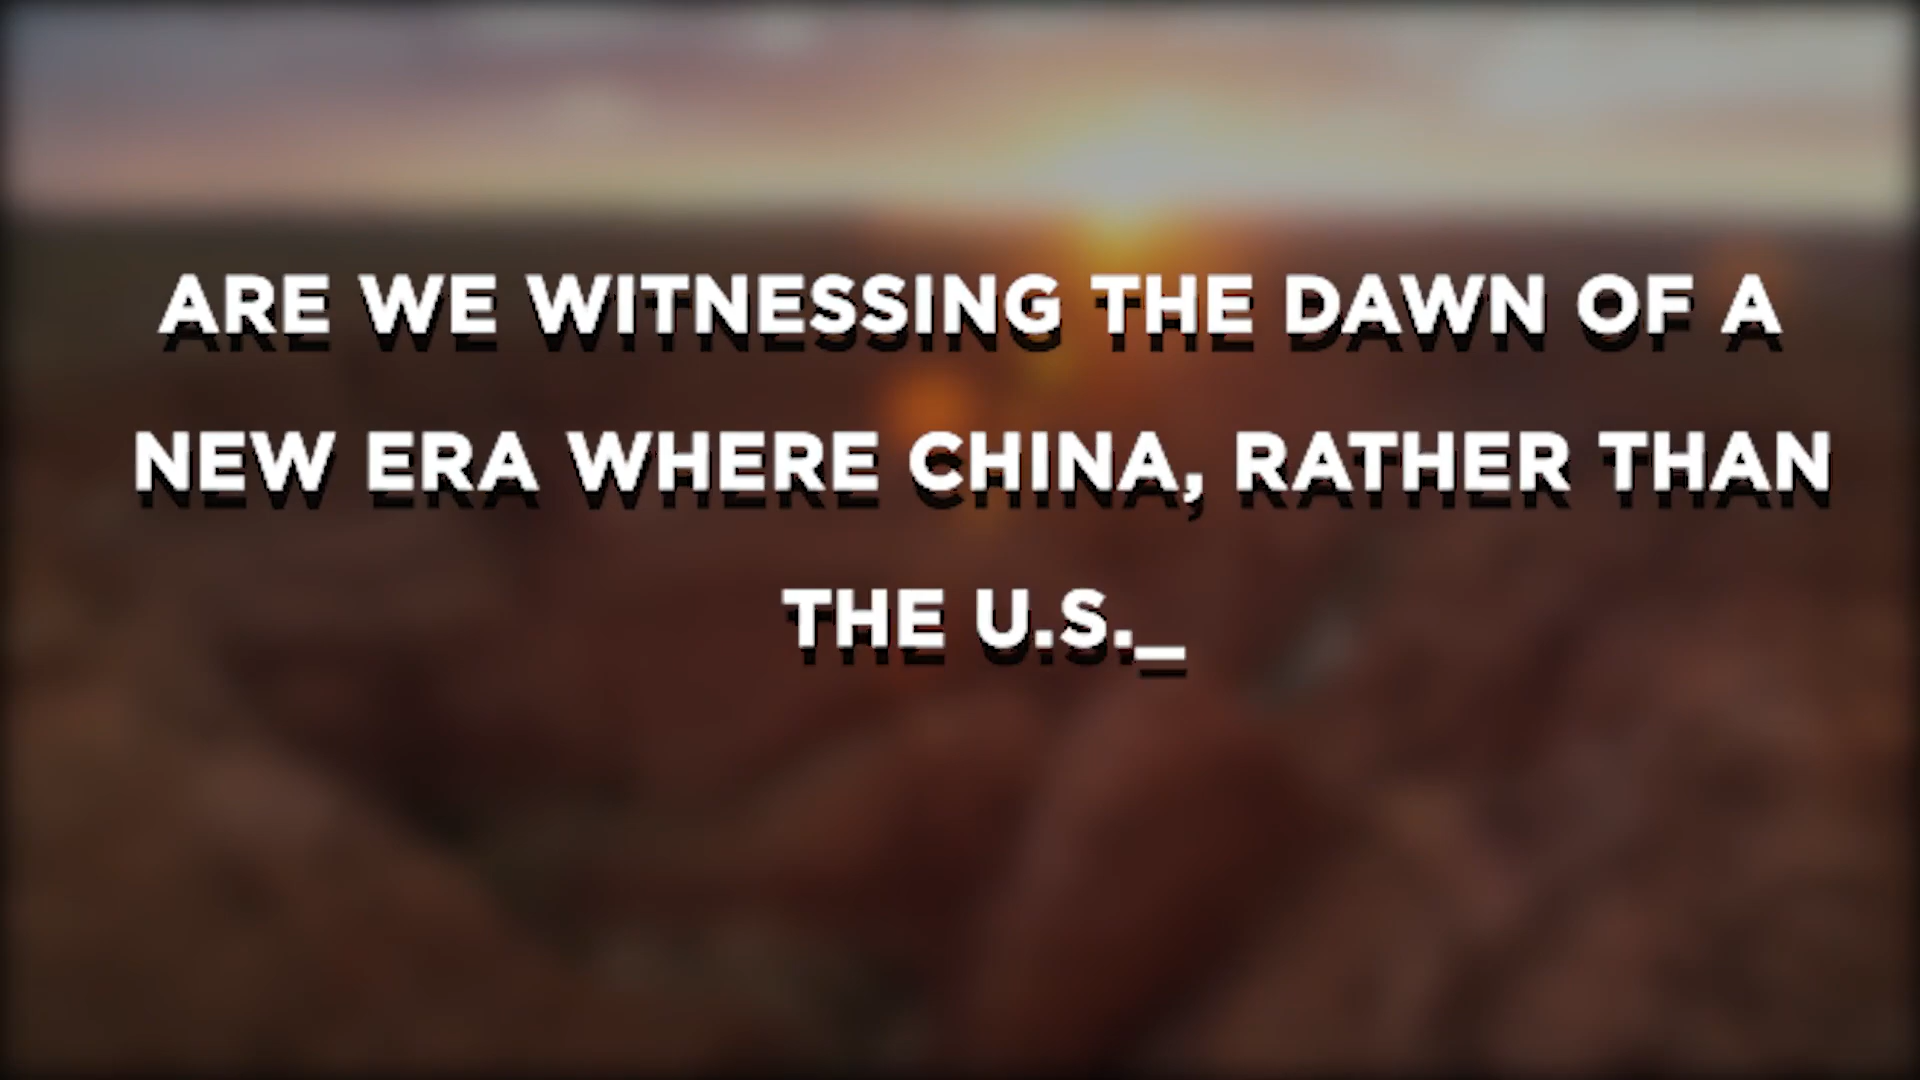 ARE WE WITNESSING THE DAWN OF A
NEW ERA WHERE CHINA, RATHER THAN
THE U.S._